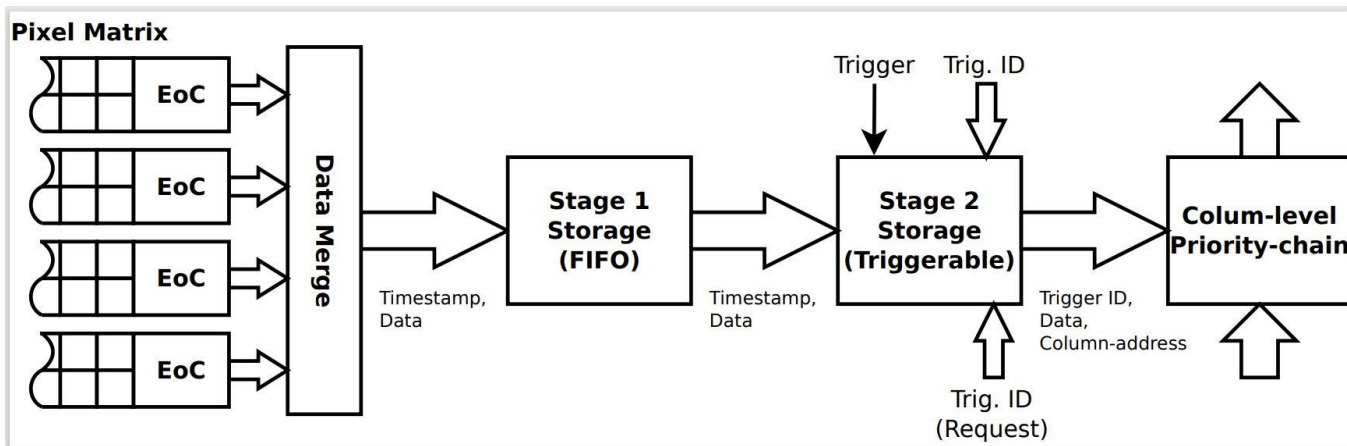 Pixel Matrix
EoC
EoC
EoC
EoC
Data Merge
Timestamp,
Data
Stage 1
Storage
(FIFO)
Timestamp,
Data
Trigger
Trig. ID
Stage 2
Storage
(Triggerable)
Trig. ID
(Request)
Trigger ID,
Data,
Column-address
Colum-level
Priority-chain